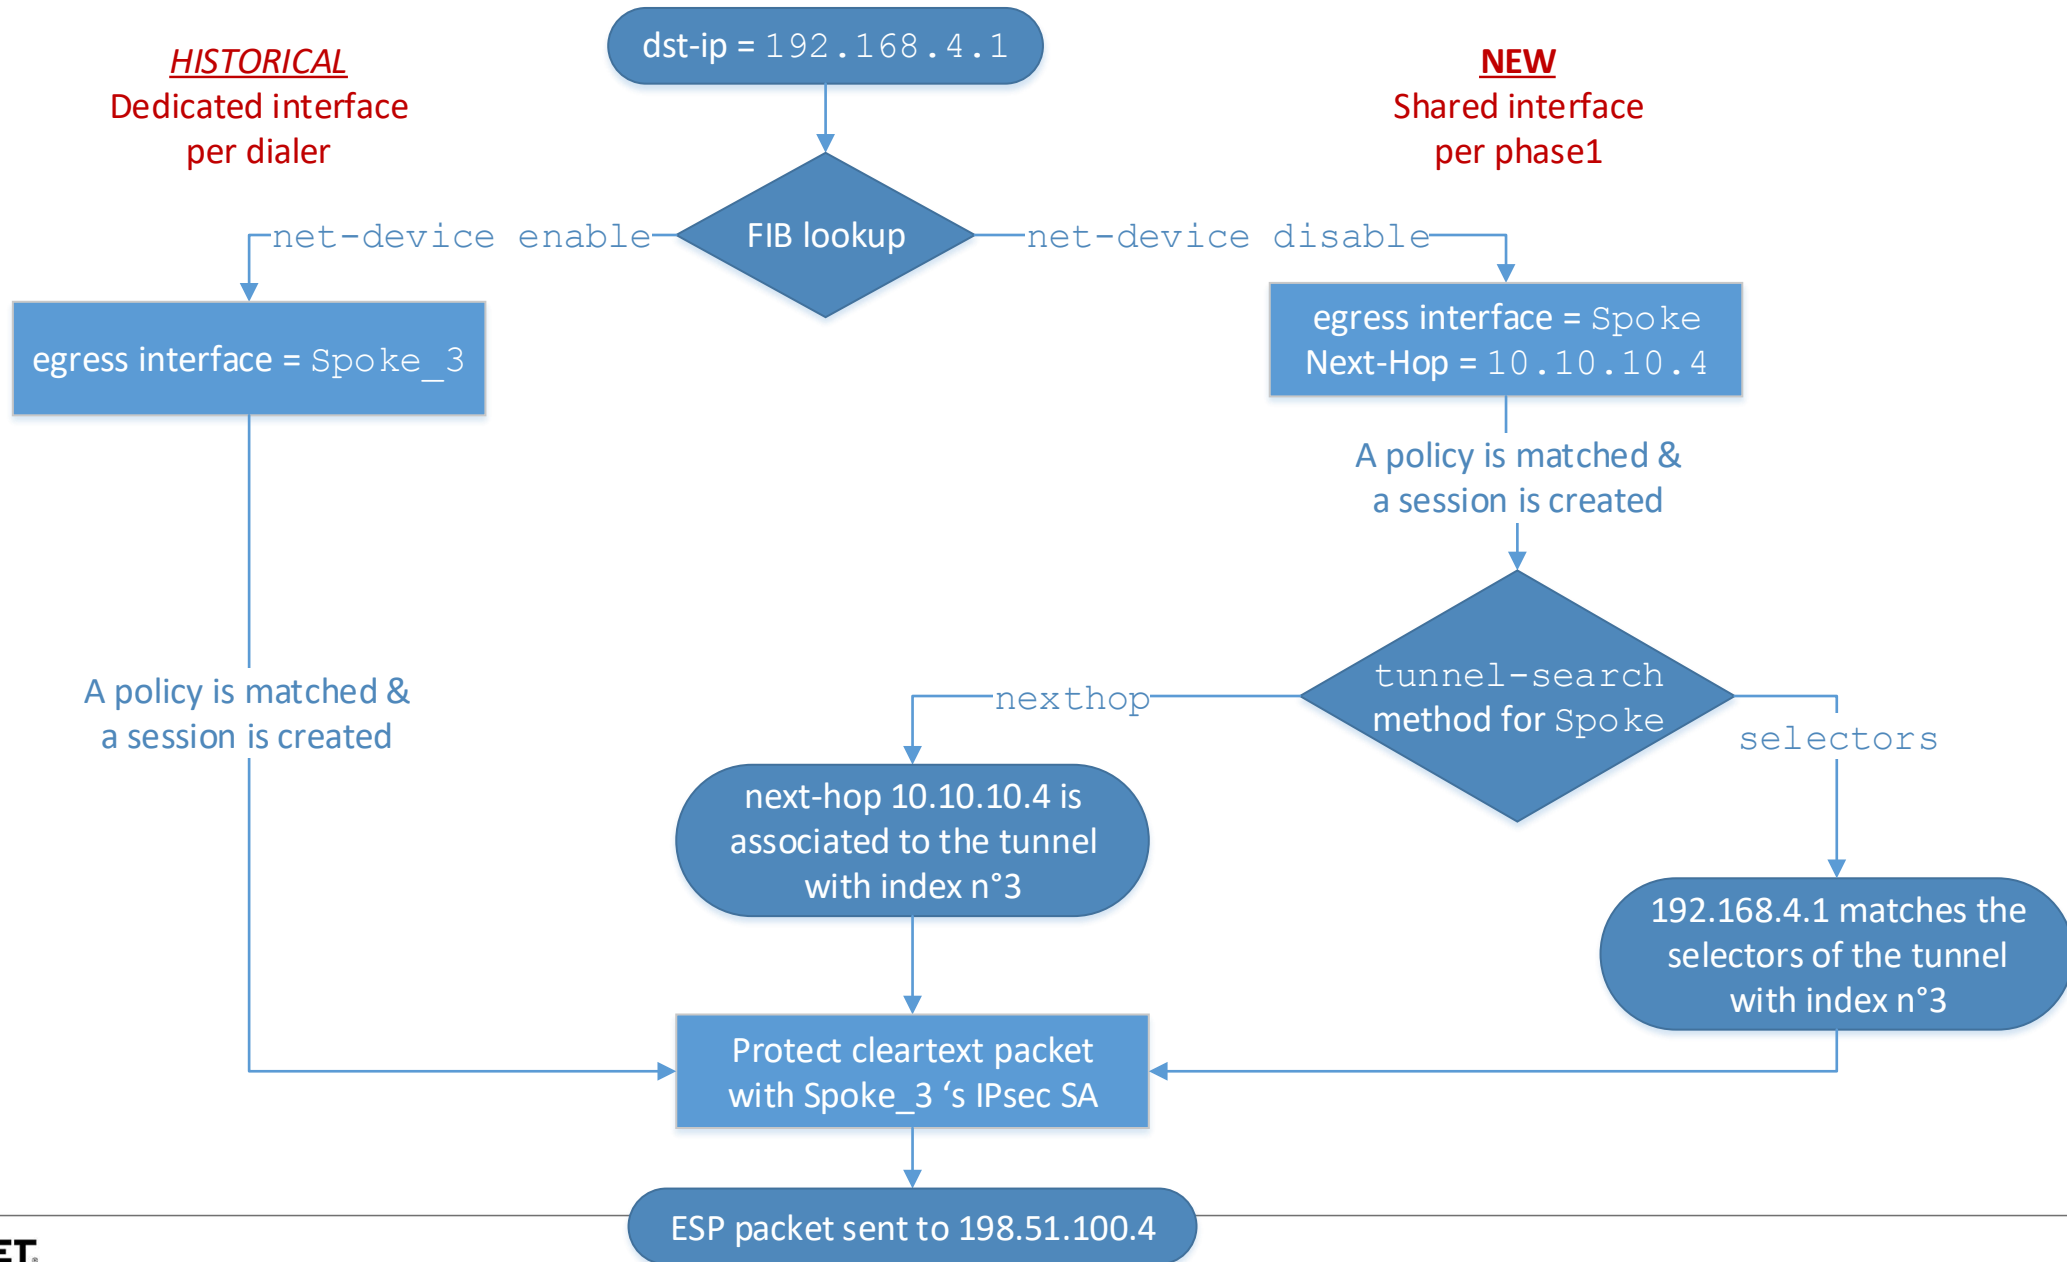 dst-ip = 192.168.4.1
HISTORICAL
Dedicated interface
per dialer
NEW
Shared interface
per phase1
net-device enable
FIB lookup
net-device disable
egress interface = Spoke_3
egress interface = Spoke
Next-Hop = 10.10.10.4
A policy is matched &
a session is created
A policy is matched &
a session is created
tunnel-search
method for Spoke
nexthop
selectors
next-hop 10.10.10.4 is
associated to the tunnel
with index n°3
192.168.4.1 matches the
selectors of the tunnel
with index n°3
Protect cleartext packet
with Spoke_3 ‘s IPsec SA
ESP packet sent to 198.51.100.4
ET